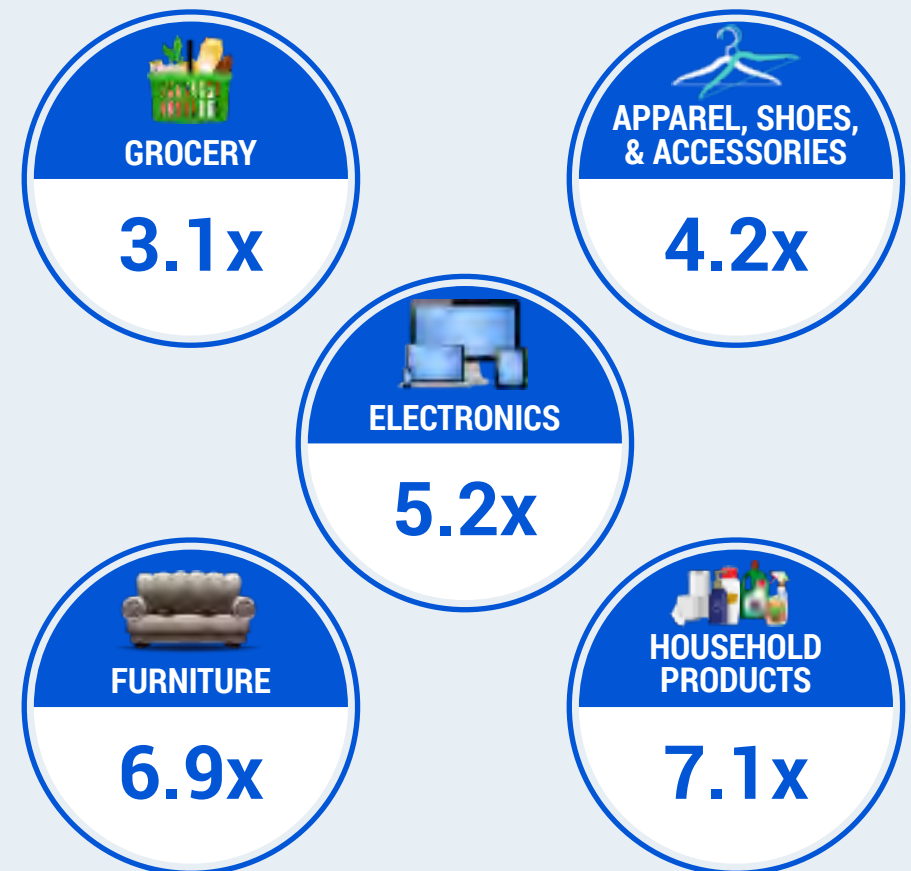 GROCERY
3.1x
APPAREL, SHOES,
& ACCESSORIES
4.2x
ELECTRONICS
5.2x
FURNITURE
6.9x
HOUSEHOLD
PRODUCTS
7.1x